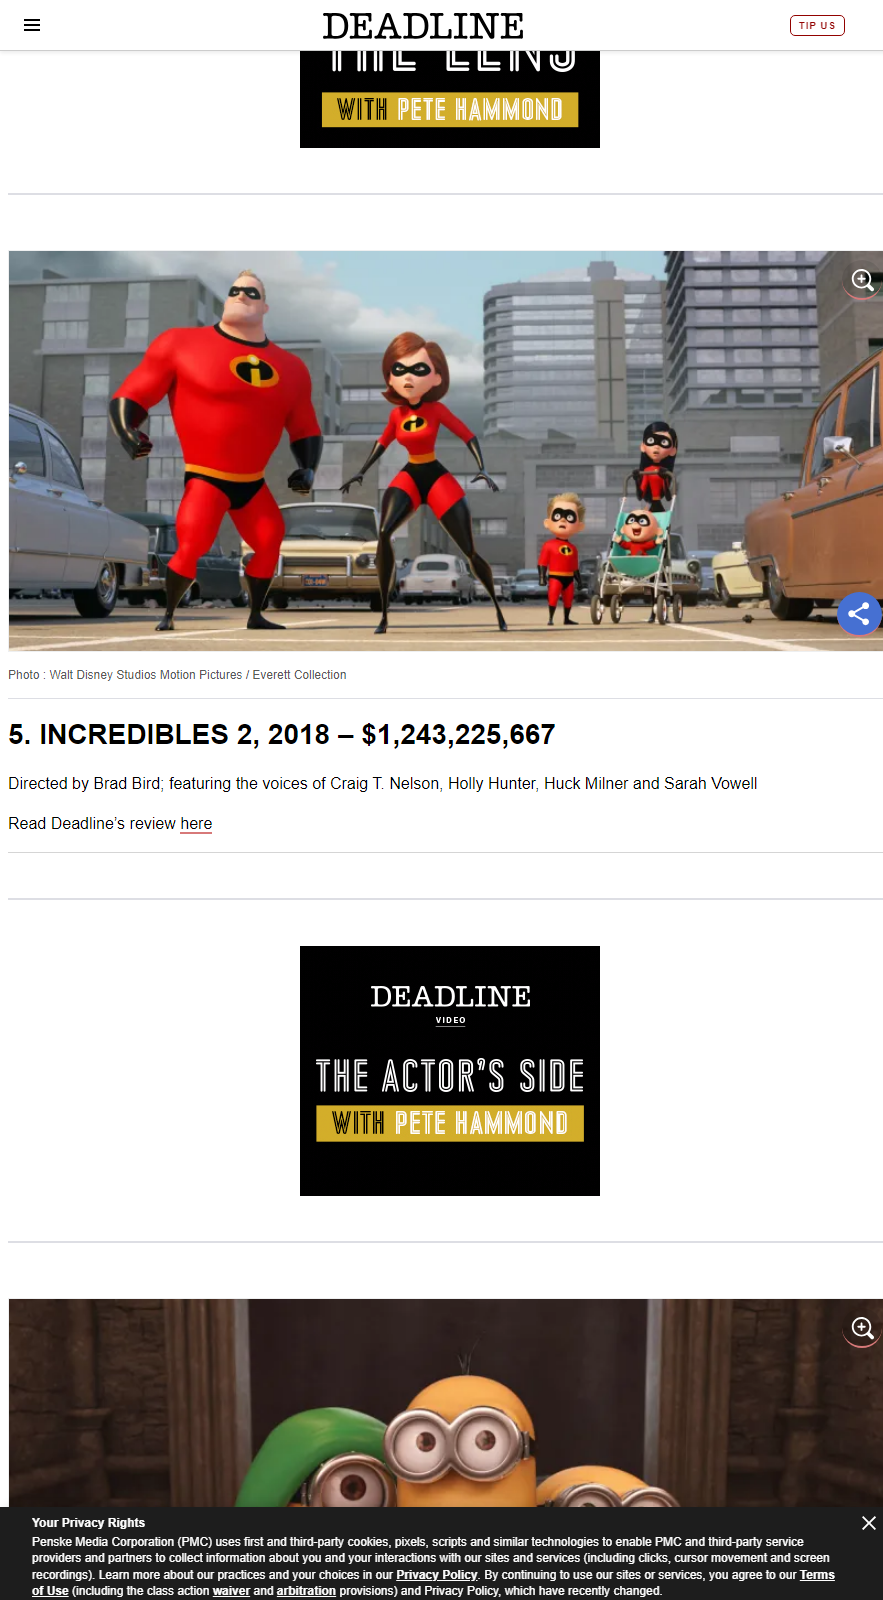 DEADLINE
TIP US
THE LENS
WITH PETE HAMMOND
Photo : Walt Disney Studios Motion Pictures / Everett Collection
5. INCREDIBLES 2, 2018 – $1,243,225,667
Directed by Brad Bird; featuring the voices of Craig T. Nelson, Holly Hunter, Huck Milner and Sarah Vowell
Read Deadline’s review here
DEADLINE
VIDEO
THE ACTOR’S SIDE
WITH PETE HAMMOND
Your Privacy Rights
Penske Media Corporation (PMC) uses first and third-party cookies, pixels, scripts and similar technologies to enable PMC and third-party service
providers and partners to collect information about you and your interactions with our sites and services (including clicks, cursor movement and screen
recordings). Learn more about our practices and your choices in our Privacy Policy. By continuing to use our sites or services, you agree to our Terms
of Use (including the class action waiver and arbitration provisions) and Privacy Policy, which have recently changed.